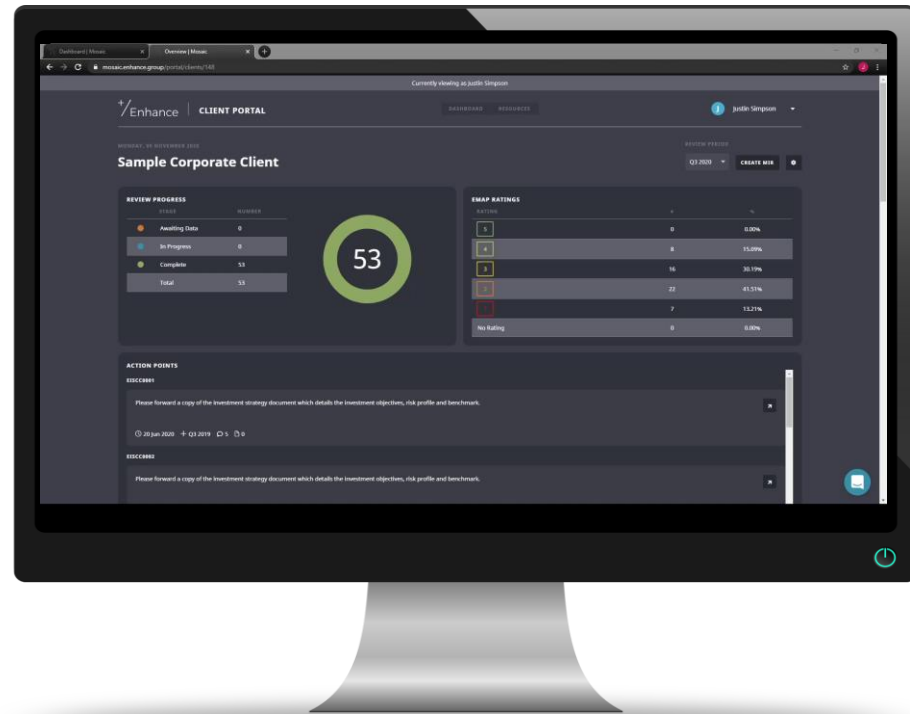 Dashboard | Mosaic
Overview | Mosaic
mosaic.enhance.group/portal/clients/148
Currently viewing as Justin Simpson
+/Enhance | CLIENT PORTAL
DASHBOARD RESOURCES
J Justin Simpson
NOVEMBER 2020
REVIEW PERIOD
Sample Corporate Client
Q3 2020
CREATE MIR
REVIEW PROGRESS
STAGE NUMBER
Awaiting Data 0
In Progress 0
Complete 53
Total 53
53
EMAP RATINGS
RATING # %
5 0 0.00%
4 8 15.09%
3 16 30.19%
2 22 41.51%
7 13.21%
No Rating 0 0.00%
ACTION POINTS
EISCC0001
Please forward a copy of the investment strategy document which details the investment objectives, risk profile and benchmark.
20 Jun 2020 + Q3 2019 5 0
EISCC0002
Please forward a copy of the investment strategy document which details the investment objectives, risk profile and benchmark.